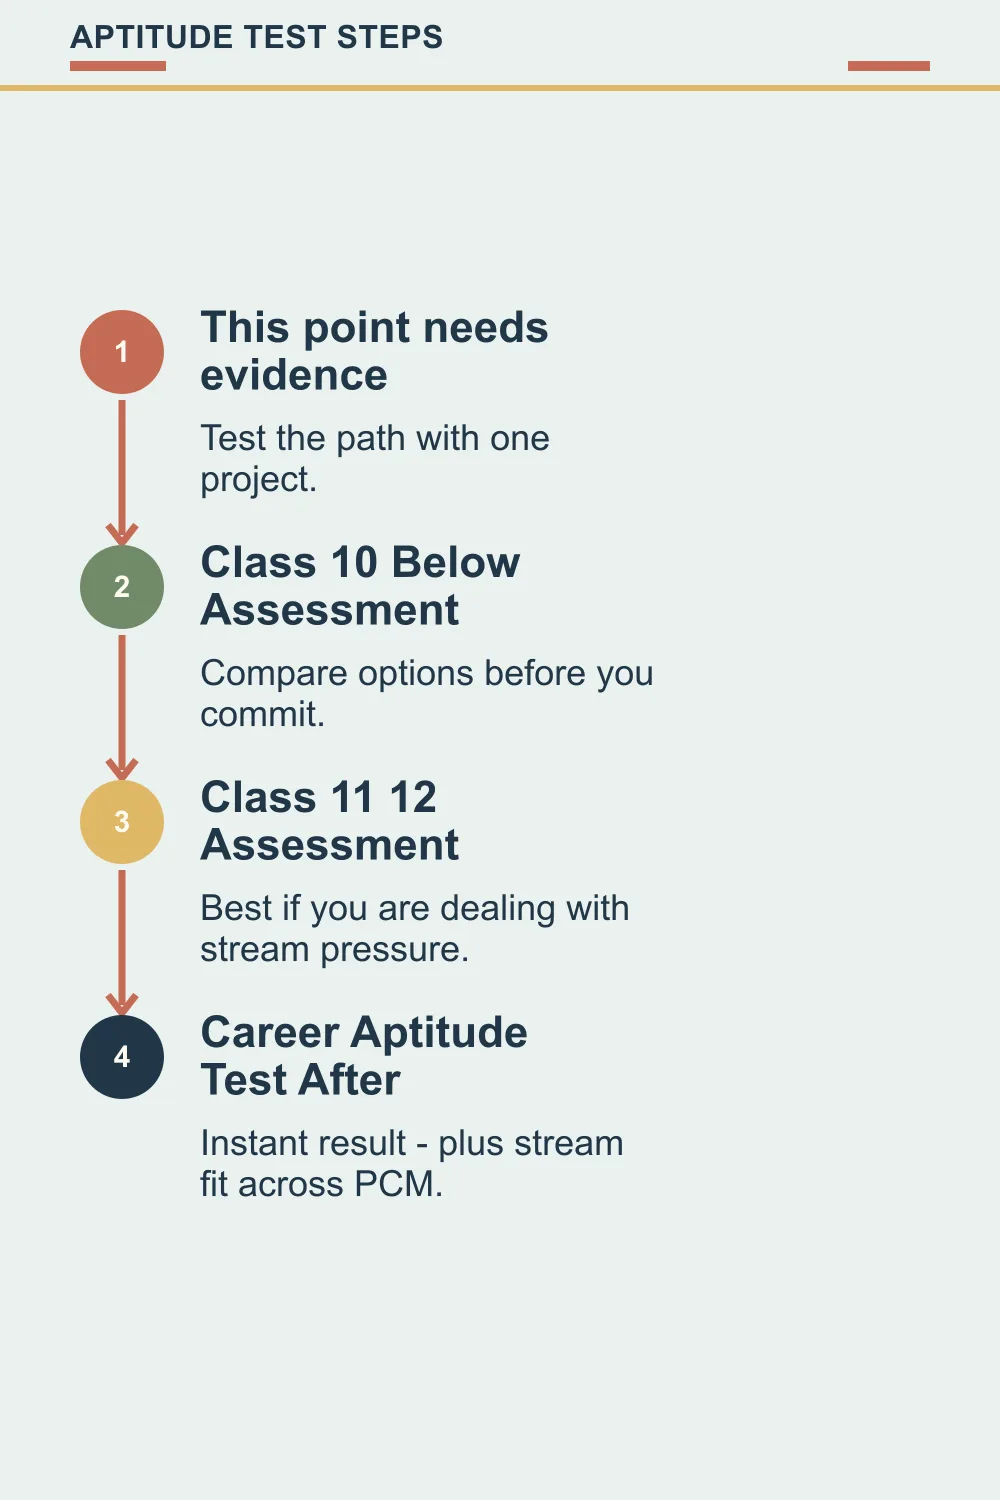 APTITUDE TEST STEPS
1
This point needs
evidence
Test the path with one
project.
2
Class 10 Below
Assessment
Compare options before you
commit.
3
Class 11 12
Assessment
Best if you are dealing with
stream pressure.
4
Career Aptitude
Test After
Instant result - plus stream
fit across PCM.